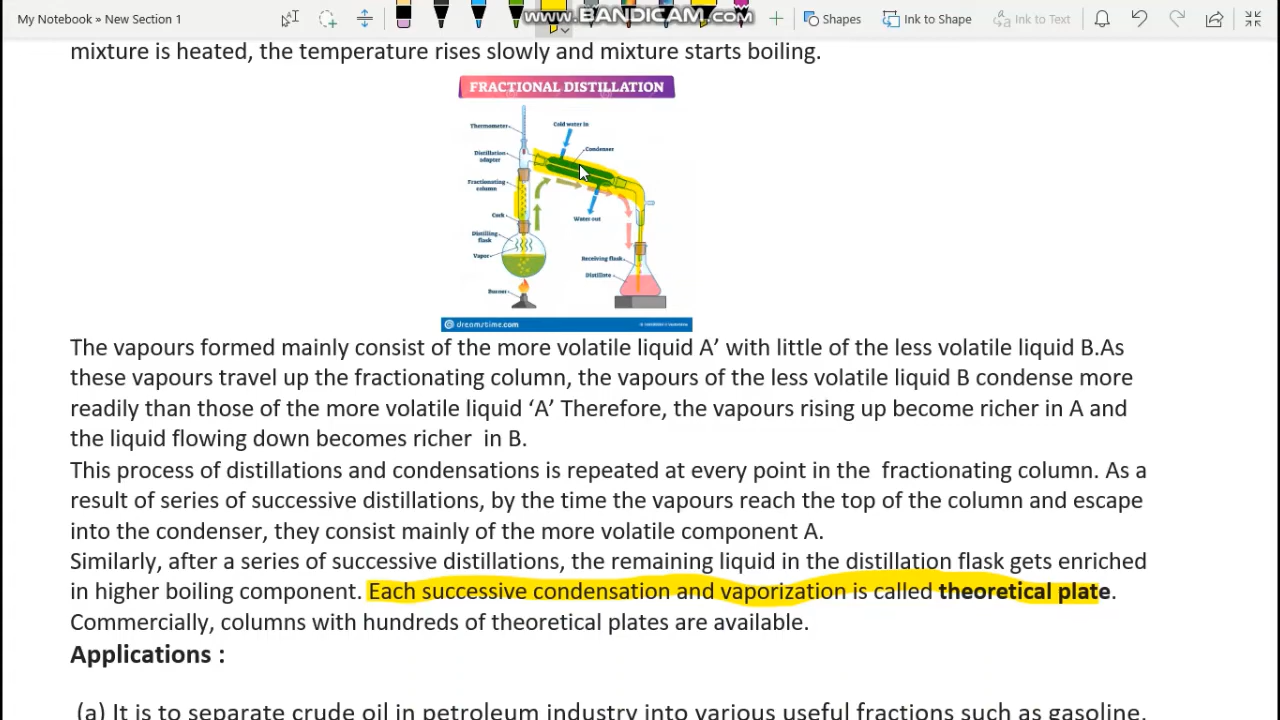 My Notebook » New Section 1
www.BANDICAM.com
Shapes
Ink to Shape
Ink to Text
mixture is heated, the temperature rises slowly and mixture starts boiling.
FRACTIONAL DISTILLATION
Thermometer
Cold water in
Distillation
adapter
Condenser
Fractionating
column
Cork
Water out
Distilling
flask
Vapor
Receiving flask
Distillate
Burner
dreamstime.com
The vapours formed mainly consist of the more volatile liquid A’ with little of the less volatile liquid B.As
these vapours travel up the fractionating column, the vapours of the less volatile liquid B condense more
readily than those of the more volatile liquid ‘A’ Therefore, the vapours rising up become richer in A and
the liquid flowing down becomes richer in B.
This process of distillations and condensations is repeated at every point in the fractionating column. As a
result of series of successive distillations, by the time the vapours reach the top of the column and escape
into the condenser, they consist mainly of the more volatile component A.
Similarly, after a series of successive distillations, the remaining liquid in the distillation flask gets enriched
in higher boiling component. Each successive condensation and vaporization is called theoretical plate.
Commercially, columns with hundreds of theoretical plates are available.
Applications :
(a) It is to separate crude oil in petroleum industry into various useful fractions such as gasoline,